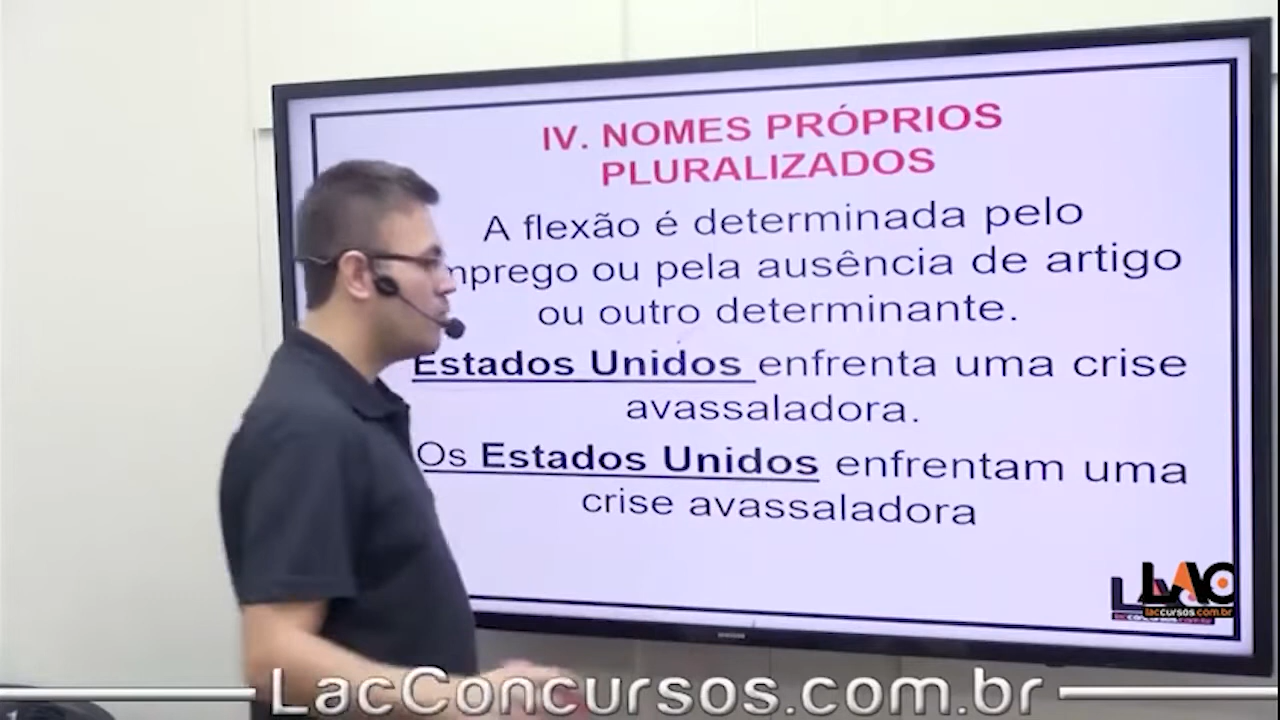 IV. NOMES PRÓPRIOS
PLURALIZADOS
A flexão é determinada pelo
mprego ou pela ausência de artigo
ou outro determinante.
Estados Unidos enfrenta uma crise
avassaladora.
Os Estados Unidos enfrentam uma
crise avassaladora
LAC
laccursos.com.br
SAMSUNG
LacConcursos.com.br